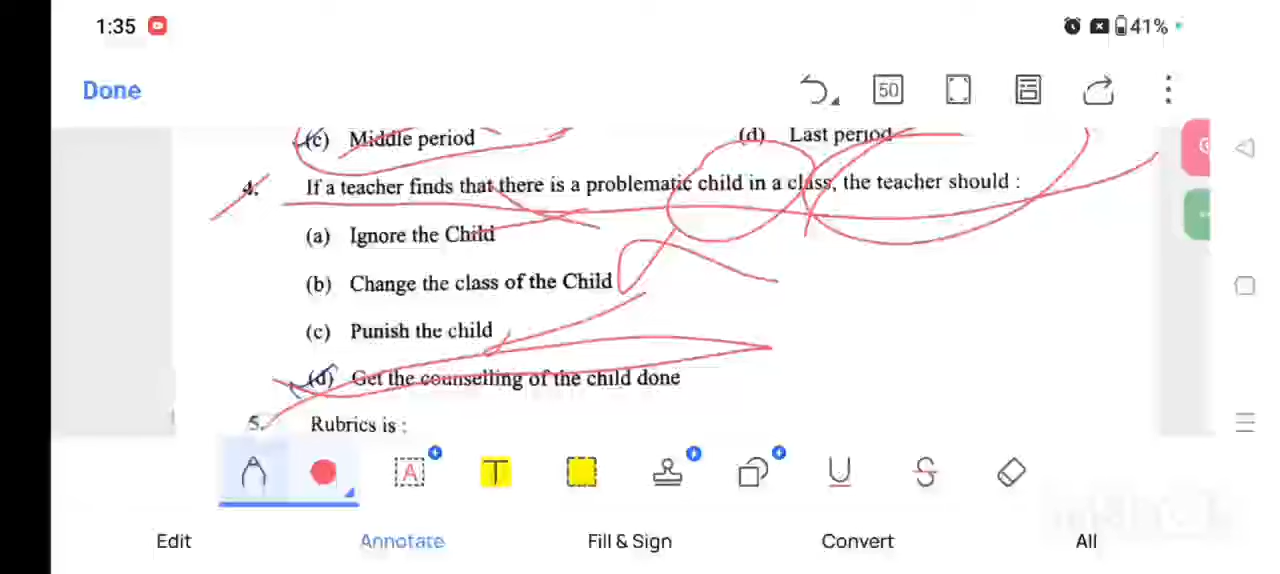 1:35
41%
Done
50
(c) Middle period
(d) Last period
4. If a teacher finds that there is a problematic child in a class, the teacher should :
(a) Ignore the Child
(b) Change the class of the Child
(c) Punish the child
(d) Get the counselling of the child done
5. Rubrics is :
A
T
U
S
Edit
Annotate
Fill & Sign
Convert
All